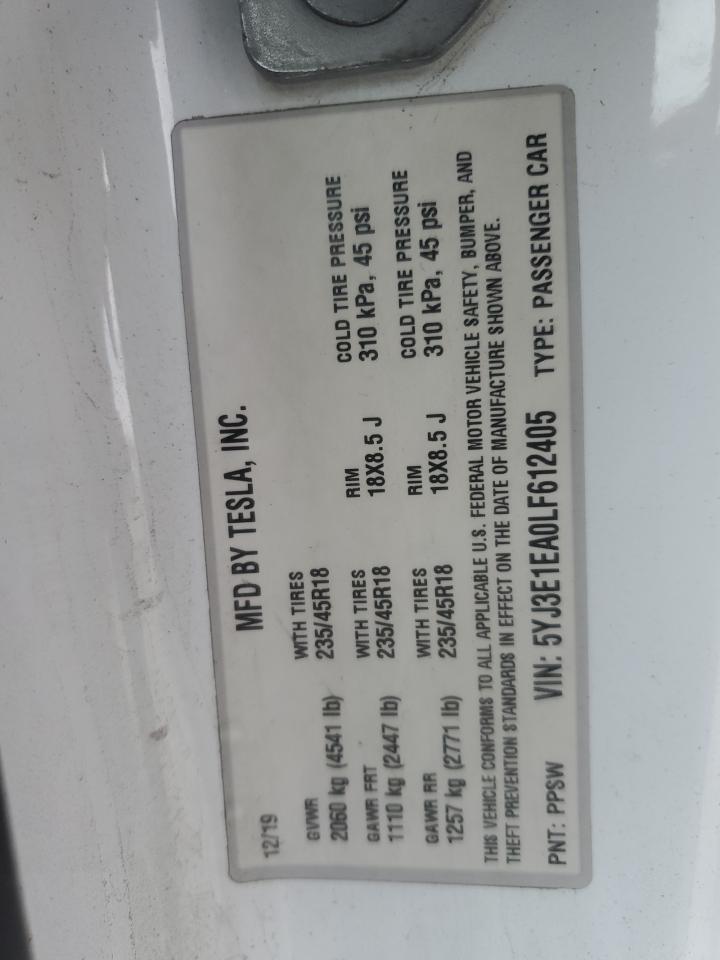 MFD BY TESLA, INC.
12/19
GVWR WITH TIRES
2060 kg (4541 lb) 235/45R18
GAWR FRT WITH TIRES RIM COLD TIRE PRESSURE
1110 kg (2447 lb) 235/45R18 18X8.5 J 310 kPa, 45 psi
GAWR RR WITH TIRES RIM COLD TIRE PRESSURE
1257 kg (2771 lb) 235/45R18 18X8.5 J 310 kPa, 45 psi
THIS VEHICLE CONFORMS TO ALL APPLICABLE U.S. FEDERAL MOTOR VEHICLE SAFETY, BUMPER, AND
THEFT PREVENTION STANDARDS IN EFFECT ON THE DATE OF MANUFACTURE SHOWN ABOVE.
PNT: PPSW VIN: 5YJ3E1EA0LF612405 TYPE: PASSENGER CAR